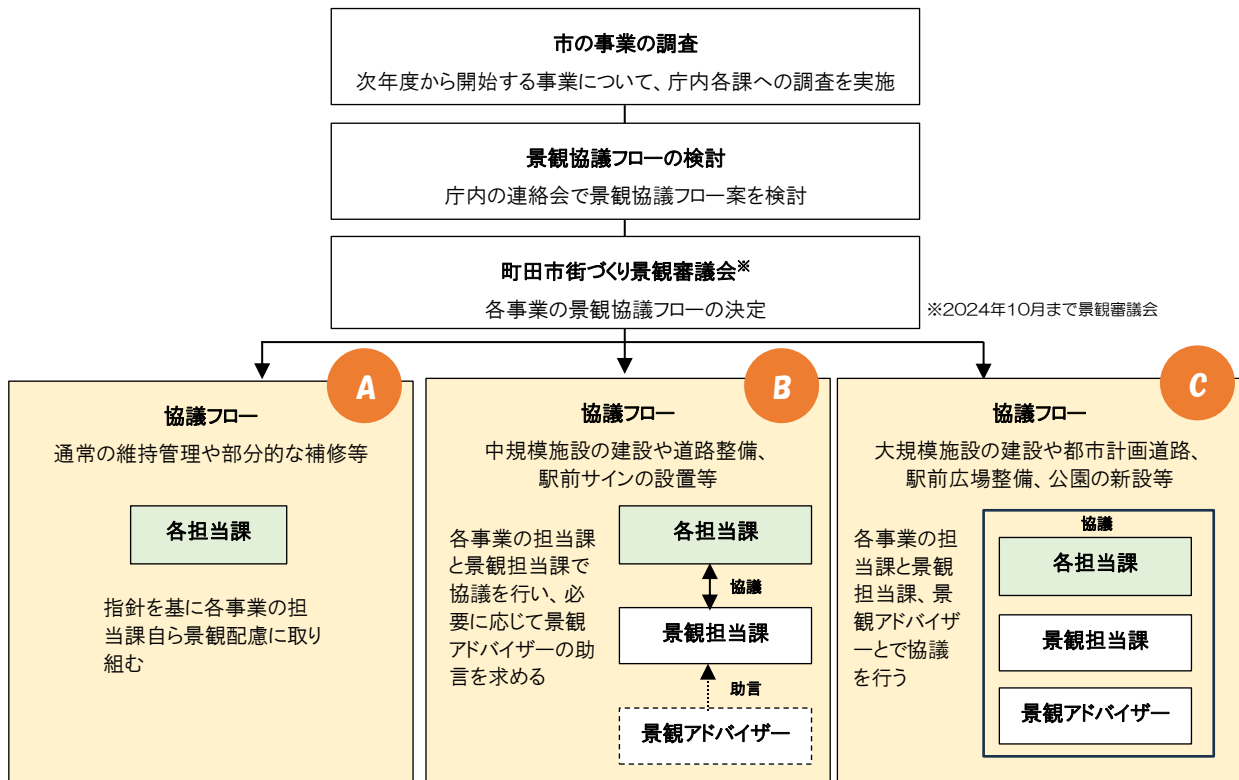 市の事業の調査
次年度から開始する事業について、庁内各課への調査を実施
景観協議フローの検討
庁内の連絡会で景観協議フロー案を検討
町田市街づくり景観審議会※
各事業の景観協議フローの決定
※2024年10月まで景観審議会
A
協議フロー
通常の維持管理や部分的な補修等
各担当課
指針を基に各事業の担
当課自ら景観配慮に取り
組む
B
協議フロー
中規模施設の建設や道路整備、
駅前サインの設置等
各事業の担当課
と景観担当課で
協議を行い、必
要に応じて景観
アドバイザーの助
言を求める
各担当課
協議
景観担当課
助言
景観アドバイザー
C
協議フロー
大規模施設の建設や都市計画道路、
駅前広場整備、公園の新設等
各事業の担
当課と景観
担当課、景
観アドバイザ
ーとで協議
を行う
協議
各担当課
景観担当課
景観アドバイザー